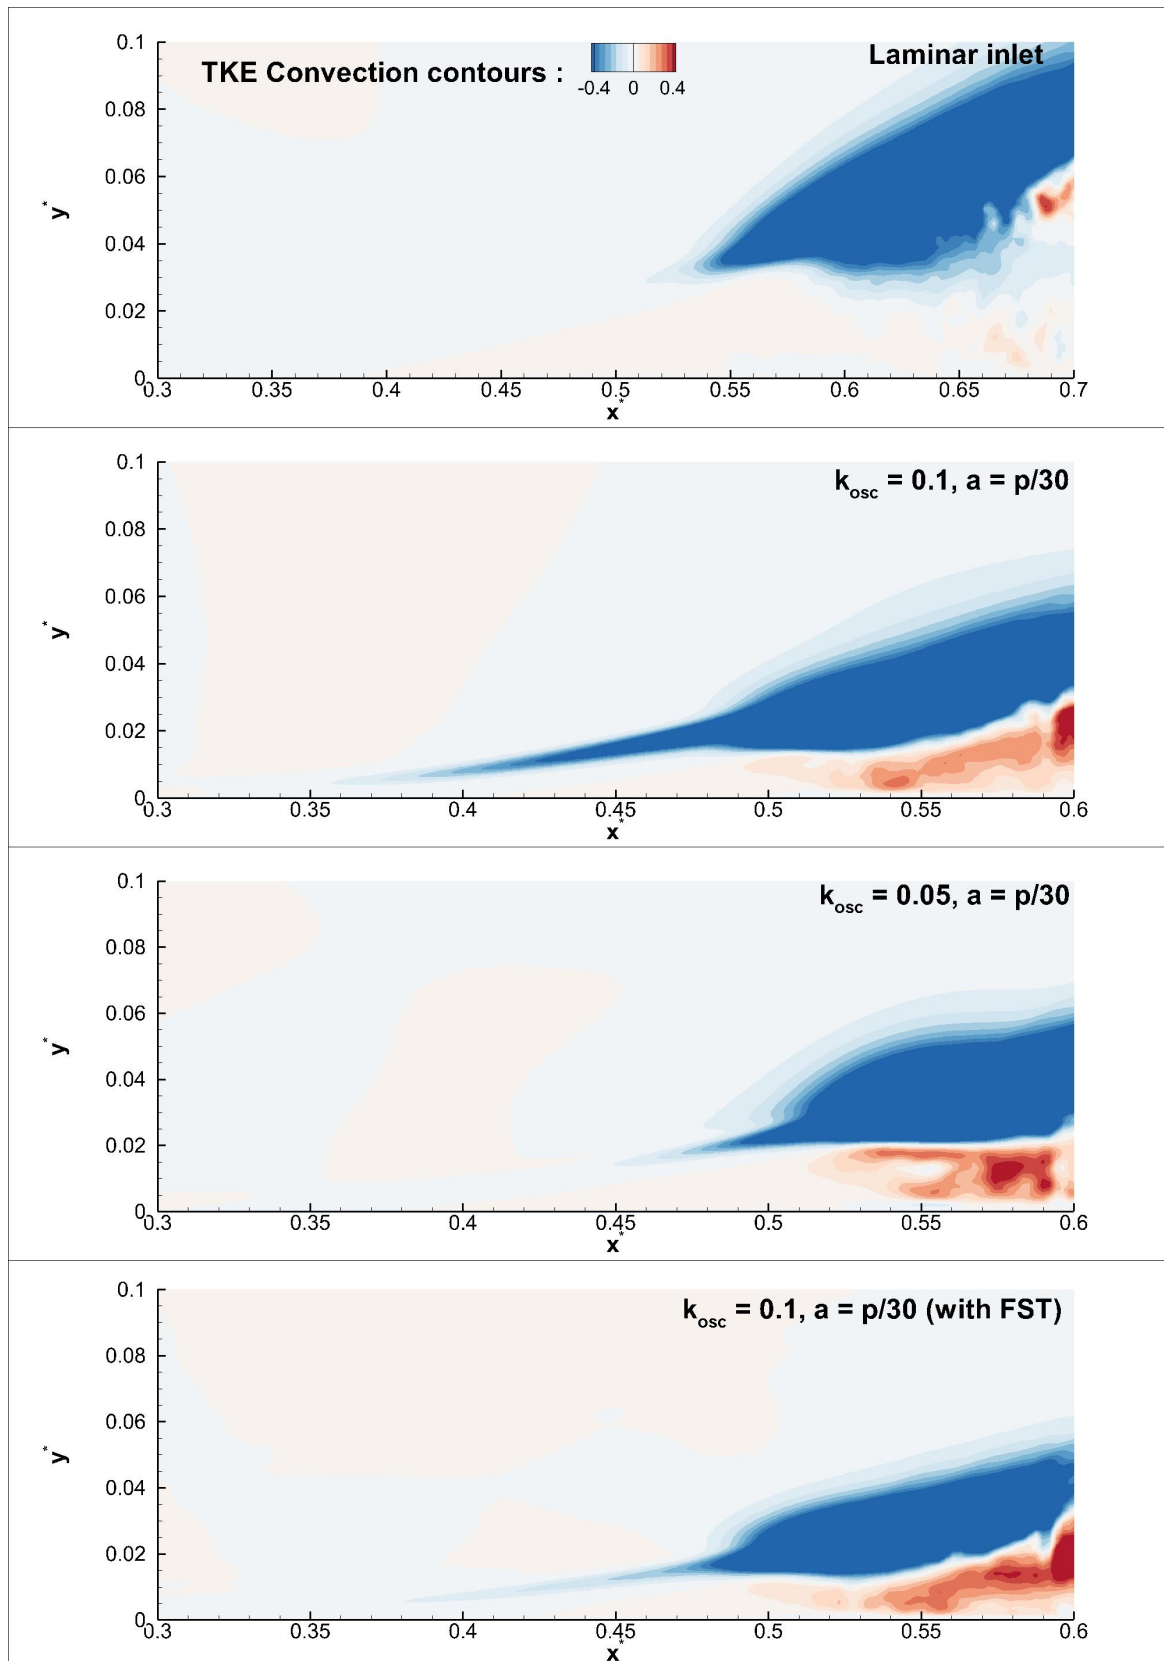 TKE Convection contours :
-0.4 0 0.4
Laminar inlet
0.1
0.08
0.06
0.04
0.02
0
y*
0.3 0.35 0.4 0.45 0.5 0.55 0.6 0.65 0.7
x*
k_osc = 0.1, a = p/30
0.1
0.08
0.06
0.04
0.02
0
y*
0.3 0.35 0.4 0.45 0.5 0.55 0.6
x*
k_osc = 0.05, a = p/30
0.1
0.08
0.06
0.04
0.02
0
y*
0.3 0.35 0.4 0.45 0.5 0.55 0.6
x*
k_osc = 0.1, a = p/30 (with FST)
0.1
0.08
0.06
0.04
0.02
0
y*
0.3 0.35 0.4 0.45 0.5 0.55 0.6
x*